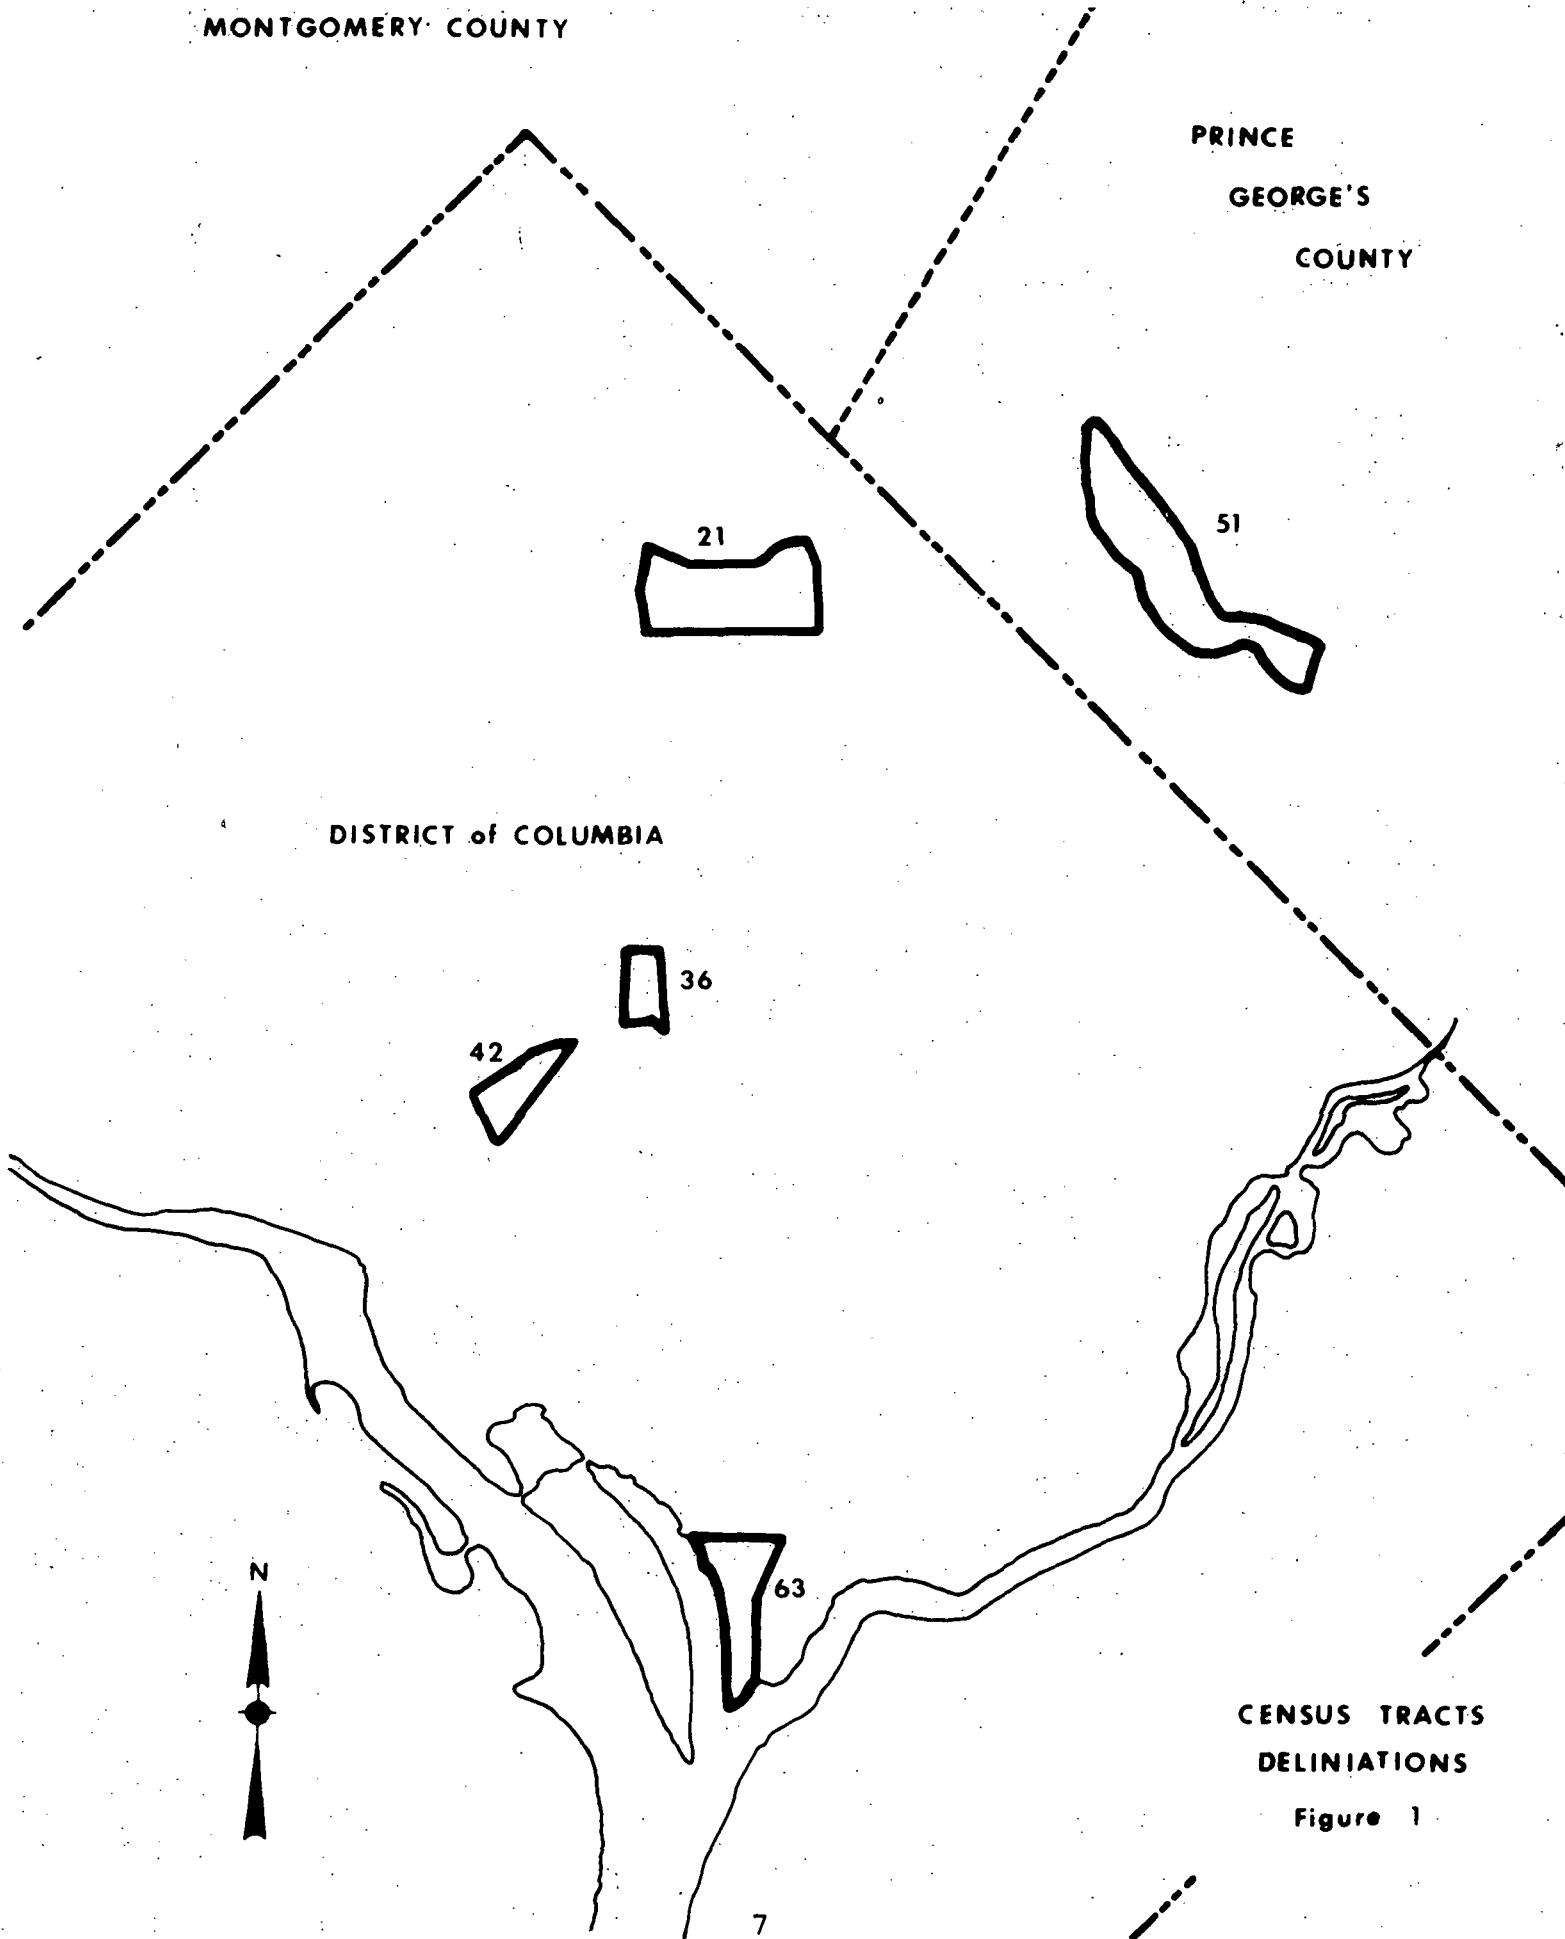 MONTGOMERY COUNTY
PRINCE
GEORGE'S
COUNTY
51
21
DISTRICT of COLUMBIA
36
42
63
N
CENSUS TRACTS
DELINIATIONS
Figure 1
7